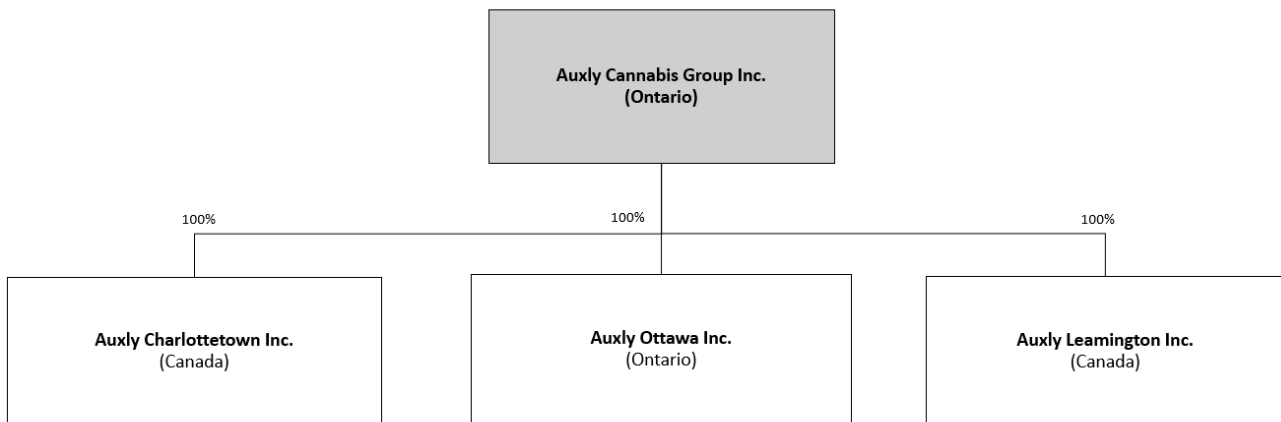 Auxly Cannabis Group Inc.
(Ontario)
100%
100%
100%
Auxly Charlottetown Inc.
(Canada)
Auxly Ottawa Inc.
(Ontario)
Auxly Leamington Inc.
(Canada)